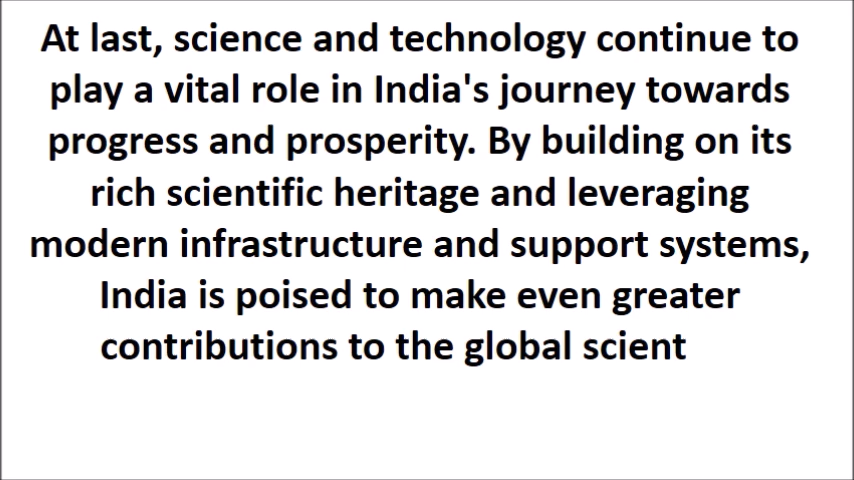 At last, science and technology continue to
play a vital role in India's journey towards
progress and prosperity. By building on its
rich scientific heritage and leveraging
modern infrastructure and support systems,
India is poised to make even greater
contributions to the global scient